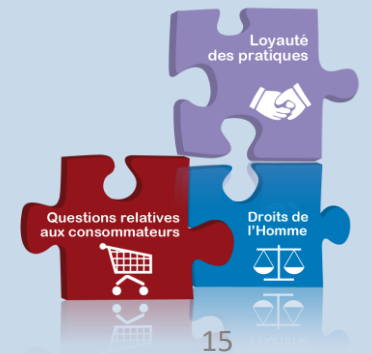 Loyauté
des pratiques
Questions relatives
aux consommateurs
Droits de
l'Homme
15